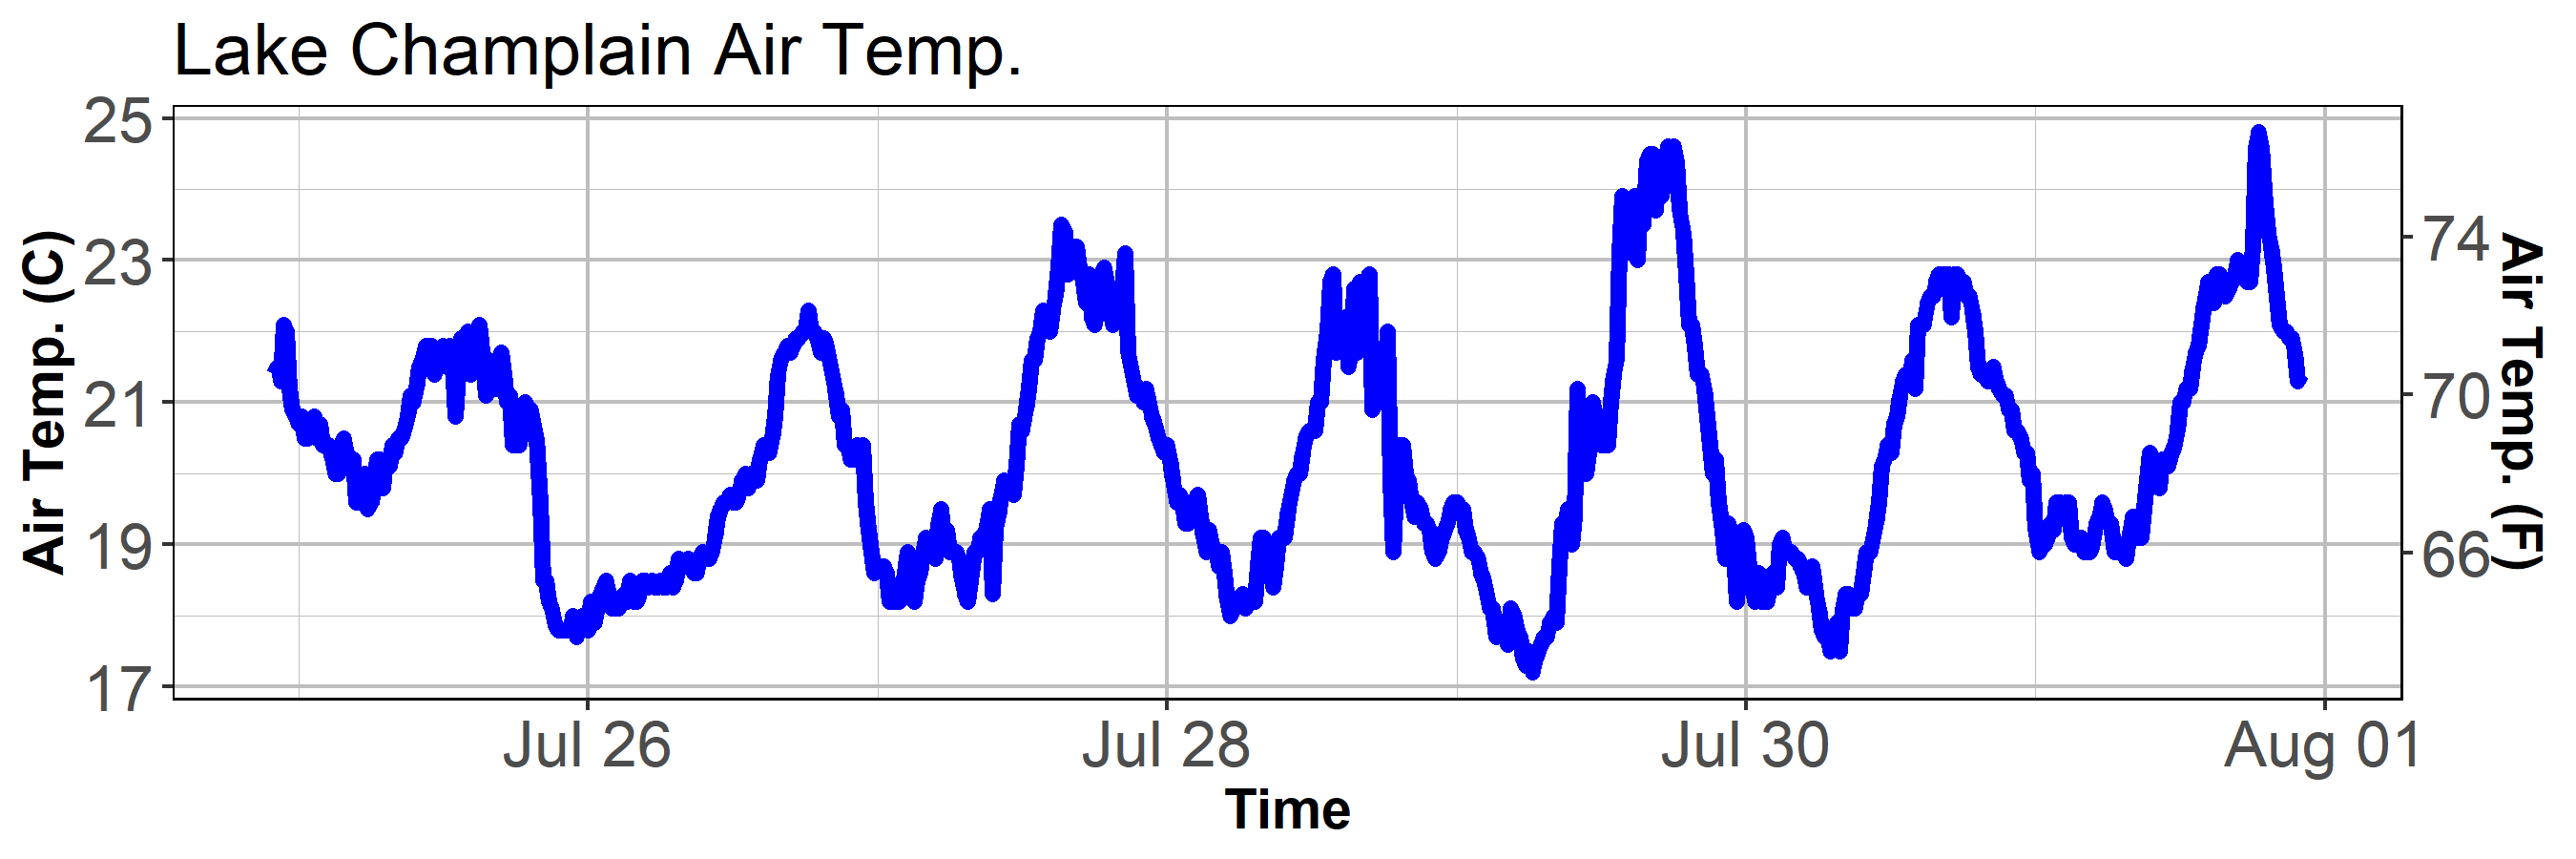 Lake Champlain Air Temp.
25
23
21
19
17
Air Temp. (C)
74
70
66
Air Temp. (F)
Jul 26
Jul 28
Jul 30
Aug 01
Time